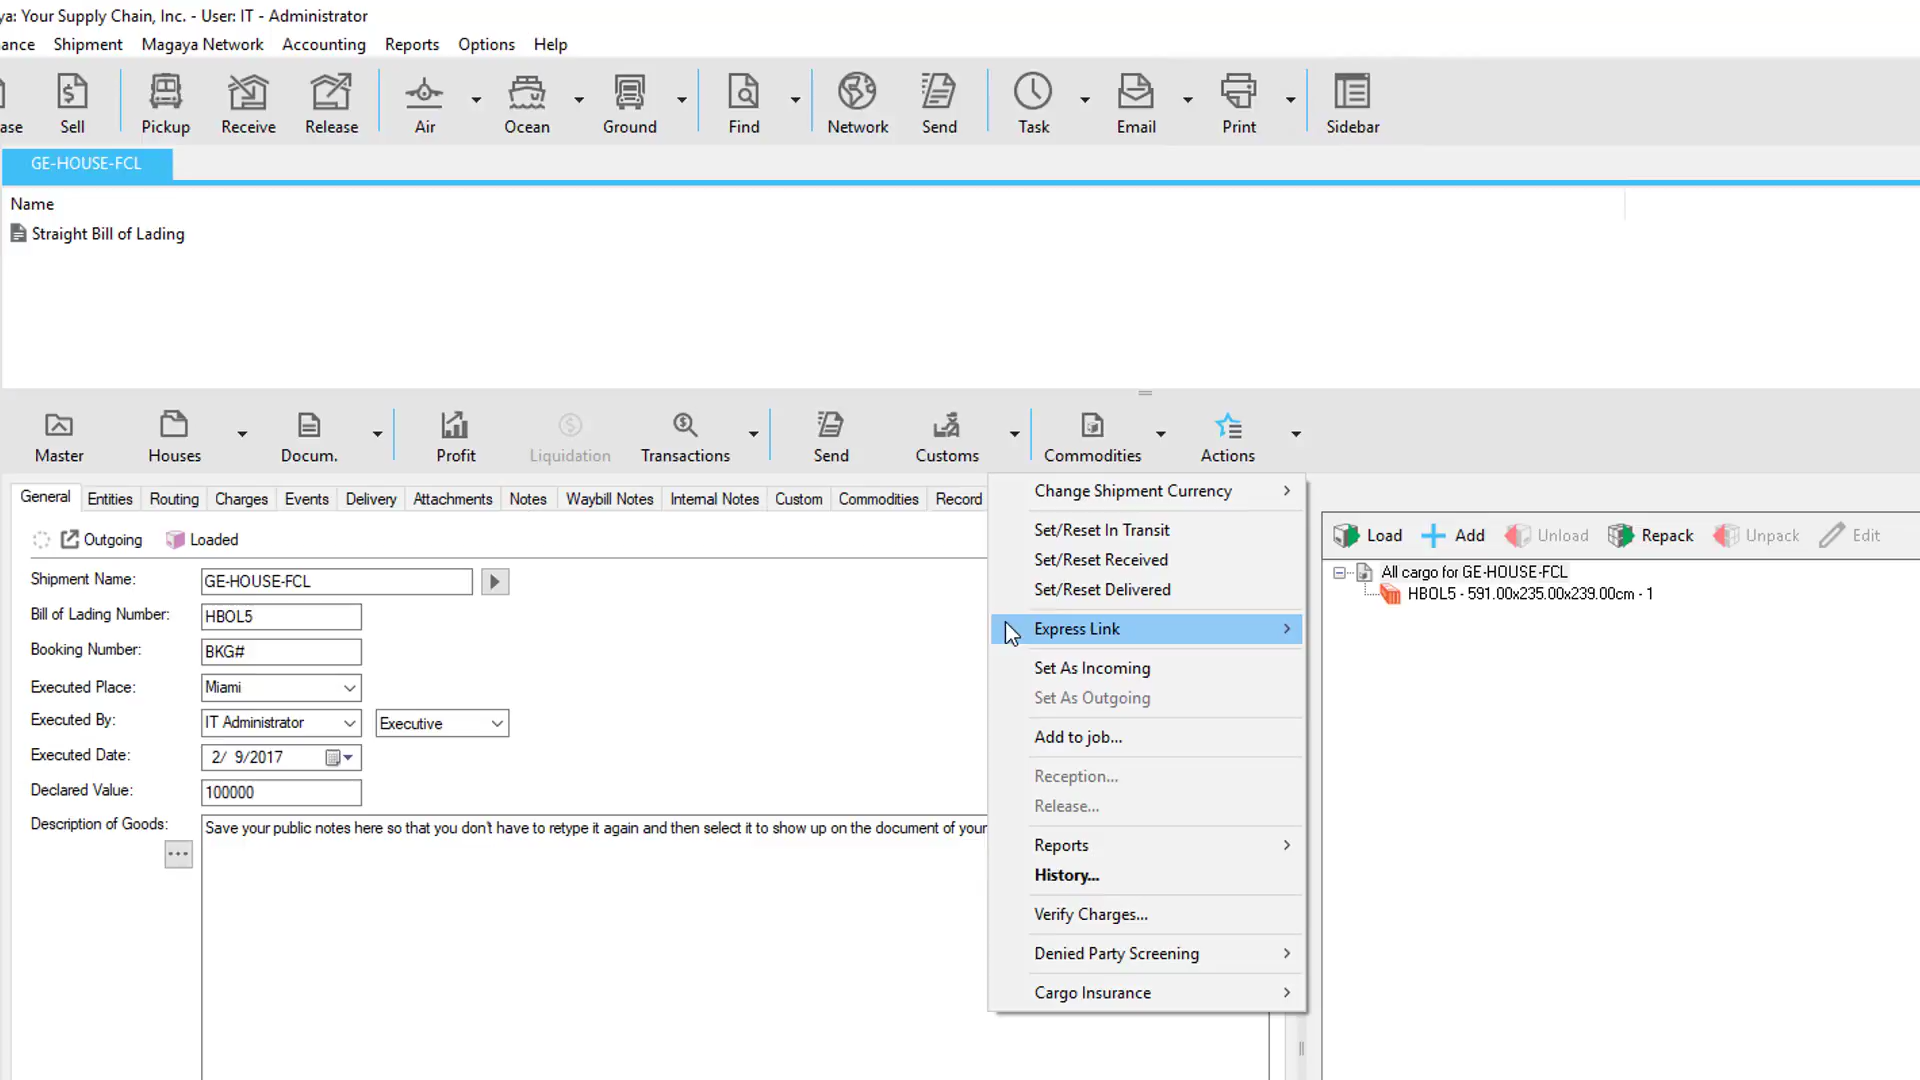 ya: Your Supply Chain, Inc. - User: IT - Administrator
ance Shipment Magaya Network Accounting Reports Options Help
ase Sell Pickup Receive Release Air Ocean Ground Find Network Send Task Email Print Sidebar
GE-HOUSE-FCL
Name
Straight Bill of Lading
Master Houses Docum. Profit Liquidation Transactions Send Customs Commodities Actions
General Entities Routing Charges Events Delivery Attachments Notes Waybill Notes Internal Notes Custom Commodities Record
Outgoing Loaded
Shipment Name: GE-HOUSE-FCL
Bill of Lading Number: HBOL5
Booking Number: BKG#
Executed Place: Miami
Executed By: IT Administrator Executive
Executed Date: 2/ 9/2017
Declared Value: 100000
Description of Goods: Save your public notes here so that you don't have to retype it again and then select it to show up on the document of your
...
Change Shipment Currency
Set/Reset In Transit
Set/Reset Received
Set/Reset Delivered
Express Link
Set As Incoming
Set As Outgoing
Add to job...
Reception...
Release...
Reports
History...
Verify Charges...
Denied Party Screening
Cargo Insurance
Load Add Unload Repack Unpack Edit
All cargo for GE-HOUSE-FCL
HBOL5 - 591.00x235.00x239.00cm - 1